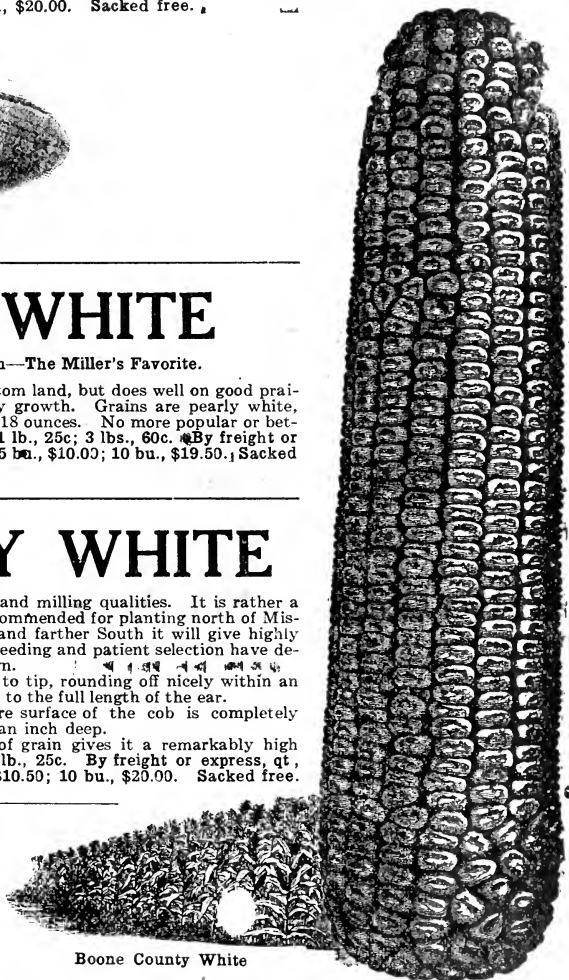 ., $20.00. Sacked free.
WHITE
n—The Miller's Favorite.
tom land, but does well on good prai-
y growth. Grains are pearly white,
18 ounces. No more popular or bet-
1 lb., 25c; 3 lbs., 60c. By freight or
5 bu., $10.00; 10 bu., $19.50. Sacked
Y WHITE
and milling qualities. It is rather a
commended for planting north of Mis-
and farther South it will give highly
eeding and patient selection have de-
n.
to tip, rounding off nicely within an
to the full length of the ear.
re surface of the cob is completely
an inch deep.
of grain gives it a remarkably high
lb., 25c. By freight or express, qt,
$10.50; 10 bu., $20.00. Sacked free.
Boone County White